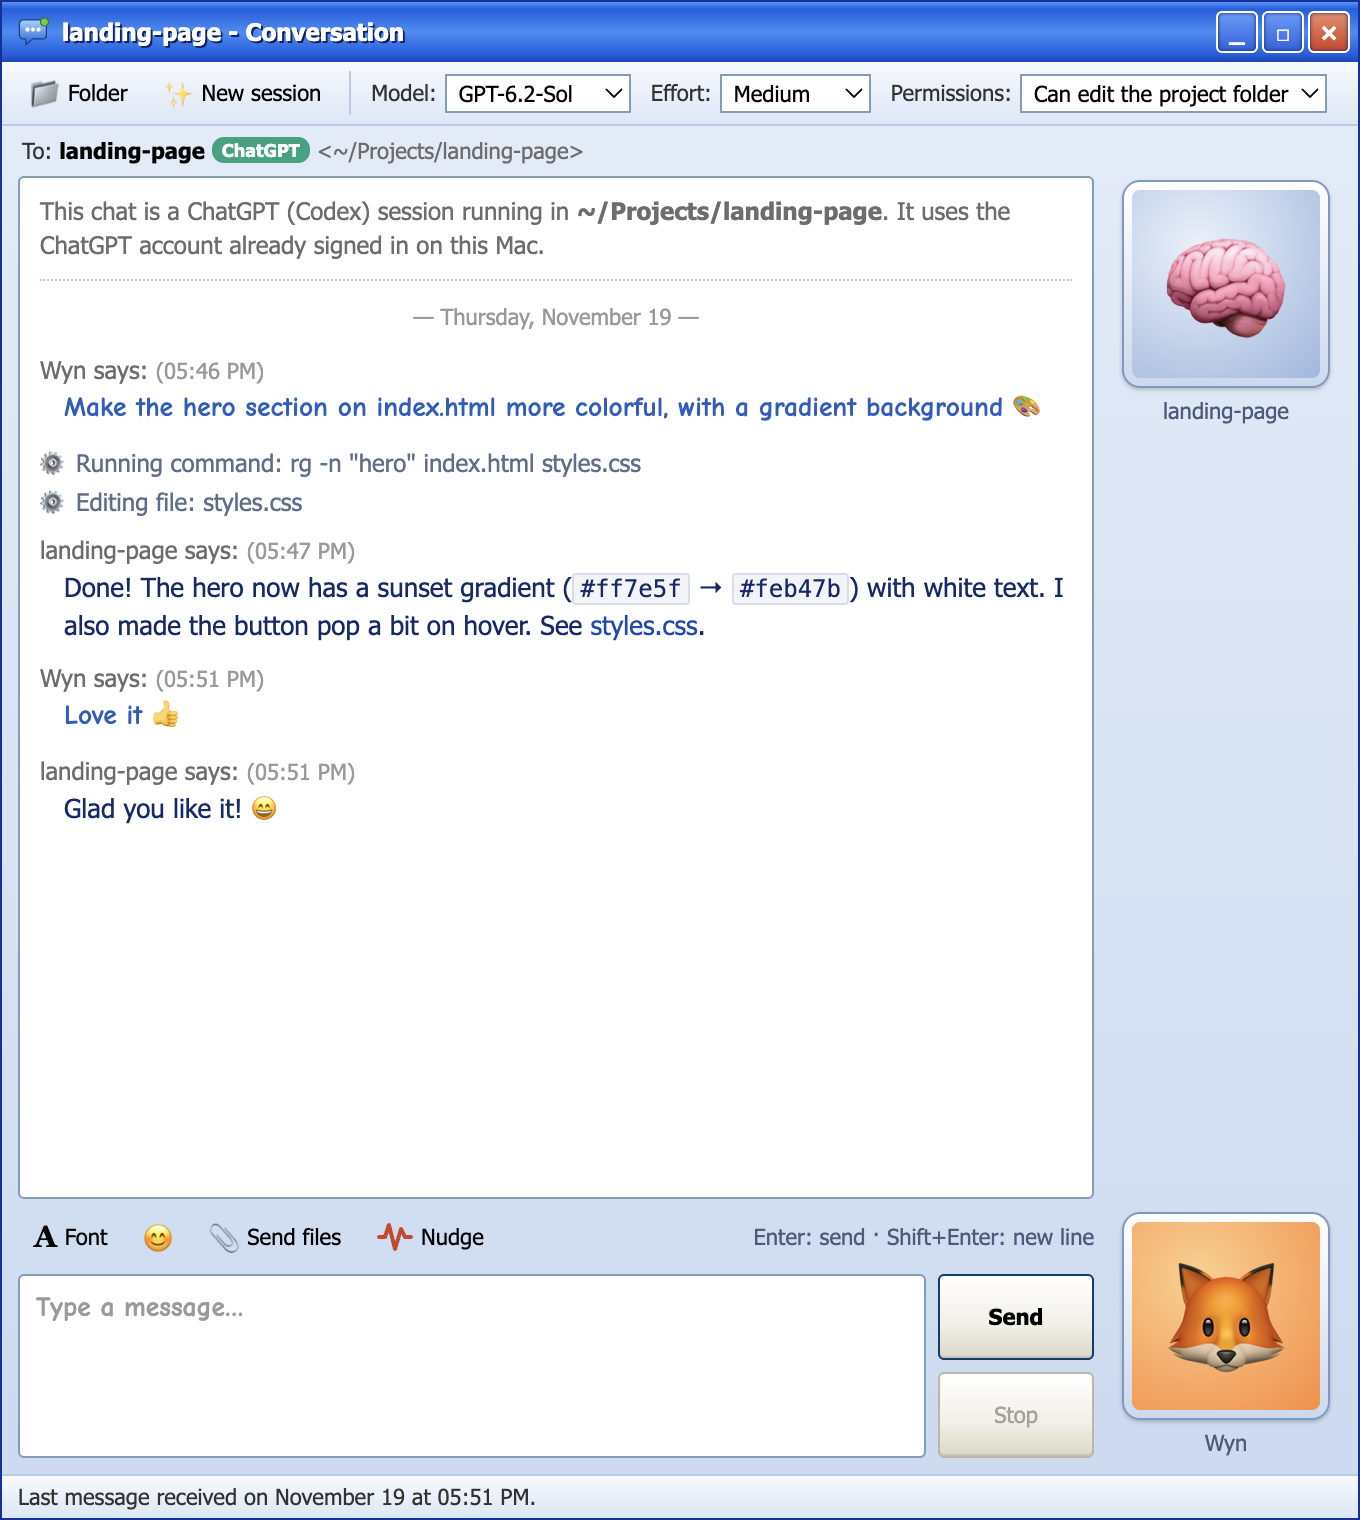 landing-page - Conversation
Folder New session Model: GPT-6.2-Sol Effort: Medium Permissions: Can edit the project folder
To: landing-page ChatGPT <~/Projects/landing-page>
This chat is a ChatGPT (Codex) session running in ~/Projects/landing-page. It uses the
ChatGPT account already signed in on this Mac.
— Thursday, November 19 —
Wyn says: (05:46 PM)
Make the hero section on index.html more colorful, with a gradient background 🎨
Running command: rg -n "hero" index.html styles.css
Editing file: styles.css
landing-page says: (05:47 PM)
Done! The hero now has a sunset gradient (#ff7e5f → #feb47b) with white text. I
also made the button pop a bit on hover. See styles.css.
Wyn says: (05:51 PM)
Love it 👍
landing-page says: (05:51 PM)
Glad you like it! 😄
landing-page
A Font 😊 Send files Nudge Enter: send · Shift+Enter: new line
Type a message...
Send
Stop
Wyn
Last message received on November 19 at 05:51 PM.